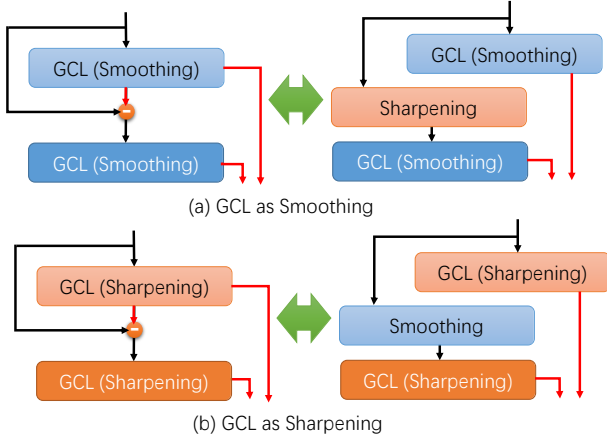 GCL (Smoothing)
GCL (Smoothing)
GCL (Smoothing)
Sharpening
GCL (Smoothing)
(a) GCL as Smoothing
GCL (Sharpening)
GCL (Sharpening)
GCL (Sharpening)
Smoothing
GCL (Sharpening)
(b) GCL as Sharpening